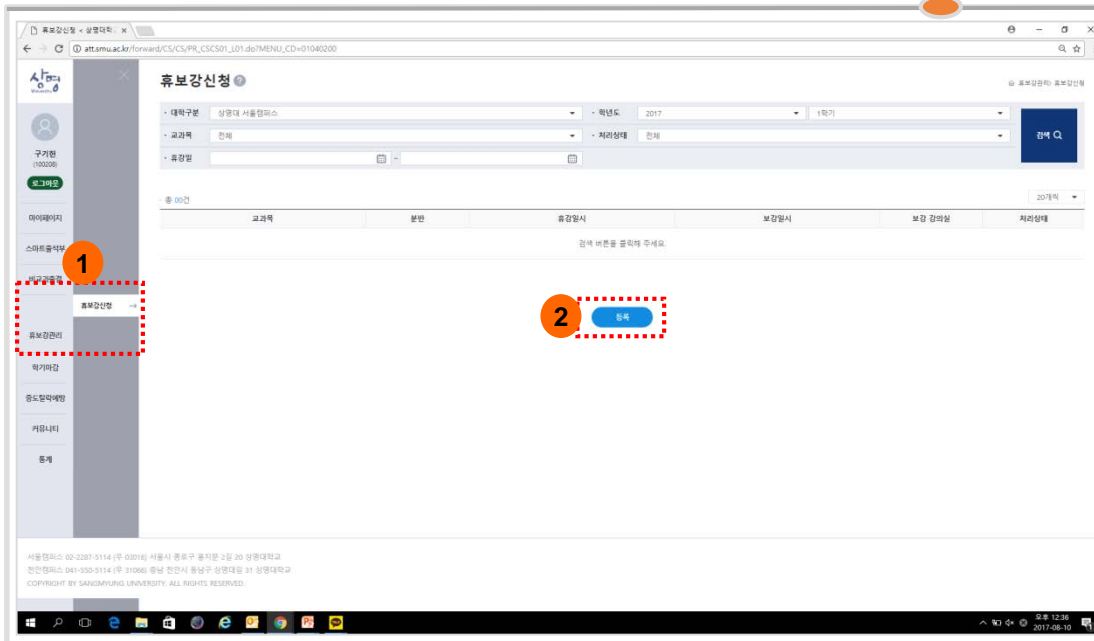 휴보강신청 < 상명대학
att.smu.ac.kr/forward/CS/CS/PR_CSCS01_L01.do?MENU_CD=01040200
상명
휴보강신청
휴보강관리> 휴보강신청
· 대학구분 상명대 서울캠퍼스 · 학년도 2017 1학기
· 교과목 전체 · 처리상태 전체
검색
· 휴강일 -
구기헌
(100208)
로그아웃
총 00건
20개씩
교과목 분반 휴강일시 보강일시 보강 강의실 처리상태
검색 버튼을 클릭해 주세요.
마이페이지
스마트출석부
비교과출결
1
휴보강신청 →
휴보강관리
2
등록
학기마감
중도탈락예방
커뮤니티
통계
서울캠퍼스 02-2287-5114 (우 03016) 서울시 종로구 홍지문 2길 20 상명대학교
천안캠퍼스 041-550-5114 (우 31066) 충남 천안시 동남구 상명대길 31 상명대학교
COPYRIGHT BY SANGMYUNG UNIVERSITY. ALL RIGHTS RESERVED.
오후 12:36
2017-08-10